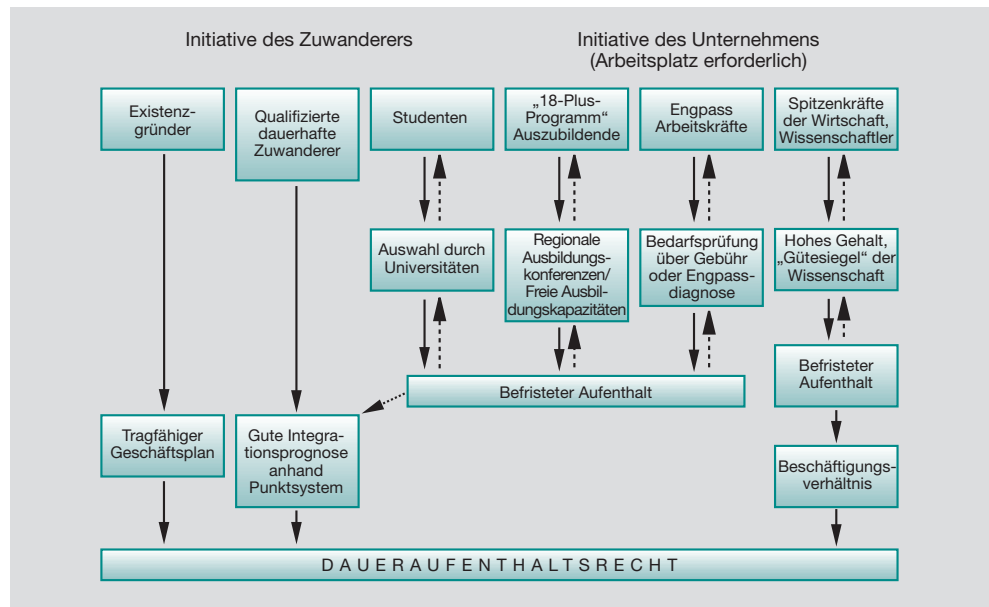 Initiative des Zuwanderers
Initiative des Unternehmens
(Arbeitsplatz erforderlich)
Existenz-
gründer
Qualifizierte
dauerhafte
Zuwanderer
Studenten
„18-Plus-
Programm“
Auszubildende
Engpass
Arbeitskräfte
Spitzenkräfte
der Wirtschaft,
Wissenschaftler
Auswahl durch
Universitäten
Regionale
Ausbildungs-
konferenzen/
Freie Ausbil-
dungskapazitäten
Bedarfsprüfung
über Gebühr
oder Engpass-
diagnose
Hohes Gehalt,
„Gütesiegel“ der
Wissenschaft
Befristeter Aufenthalt
Befristeter
Aufenthalt
Tragfähiger
Geschäftsplan
Gute Integra-
tionsprognose
anhand
Punktsystem
Beschäftigungs-
verhältnis
DAUERAUFENTHALTSRECHT